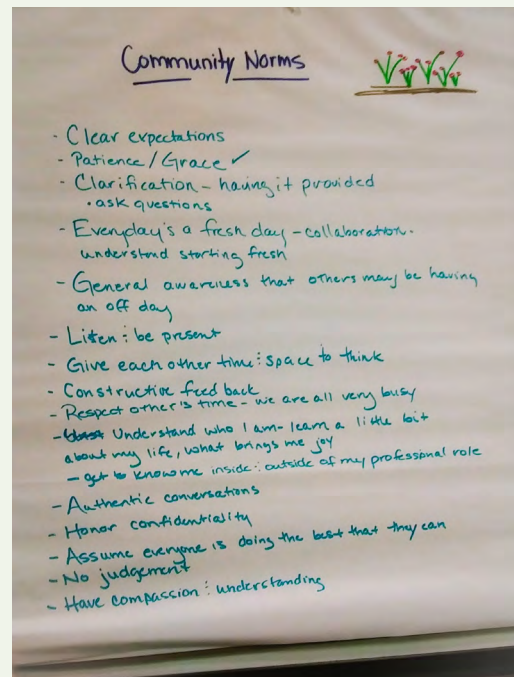 Community Norms
- Clear expectations
- Patience / Grace ✓
- Clarification - having it provided
• ask questions
- Everyday's a fresh day - collaboration -
understand starting fresh
- General awareness that others may be having
an off day
- Listen : be present
- Give each other time : space to think
- Constructive feed back
- Respect other's time - we are all very busy
- Understand who I am - learn a little bit
about my life, what brings me joy
- get to know me inside : outside of my professional role
- Authentic conversations
- Honor confidentiality
- Assume everyone is doing the best that they can
- No judgement
- Have compassion : understanding